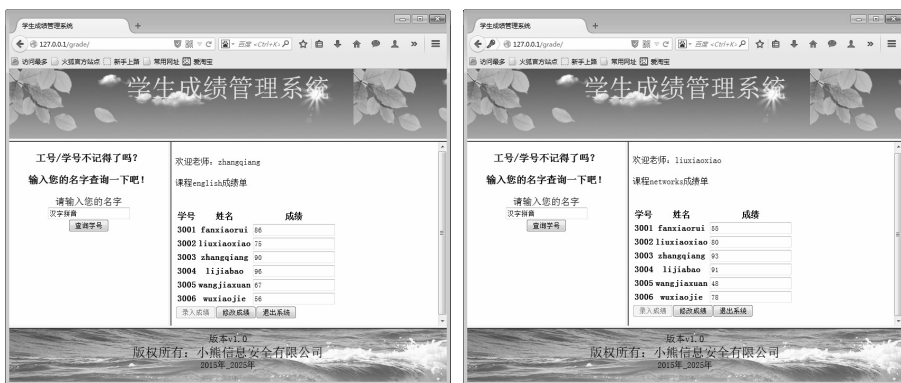 学生成绩管理系统
127.0.0.1/grade/
百度 <Ctrl+K>
访问最多 火狐官方站点 新手上路 常用网址 爱淘宝
学生成绩管理系统
工号/学号不记得了吗？
输入您的名字查询一下吧！
请输入您的名字
汉字拼音
查询学号
欢迎老师：zhangqiang
课程english成绩单
学号 姓名 成绩
3001 fanxiaorui 86
3002 liuxiaoxiao 75
3003 zhangqiang 90
3004 lijiabao 96
3005 wangjiaxuan 67
3006 wuxiaojie 56
录入成绩 修改成绩 退出系统
版本v1.0
版权所有：小熊信息安全有限公司
2015年_2025年
学生成绩管理系统
127.0.0.1/grade/
百度 <Ctrl+K>
访问最多 火狐官方站点 新手上路 常用网址 爱淘宝
学生成绩管理系统
工号/学号不记得了吗？
输入您的名字查询一下吧！
请输入您的名字
汉字拼音
查询学号
欢迎老师：liuxiaoxiao
课程networks成绩单
学号 姓名 成绩
3001 fanxiaorui 58
3002 liuxiaoxiao 80
3003 zhangqiang 93
3004 lijiabao 91
3005 wangjiaxuan 48
3006 wuxiaojie 78
录入成绩 修改成绩 退出系统
版本v1.0
版权所有：小熊信息安全有限公司
2015年_2025年